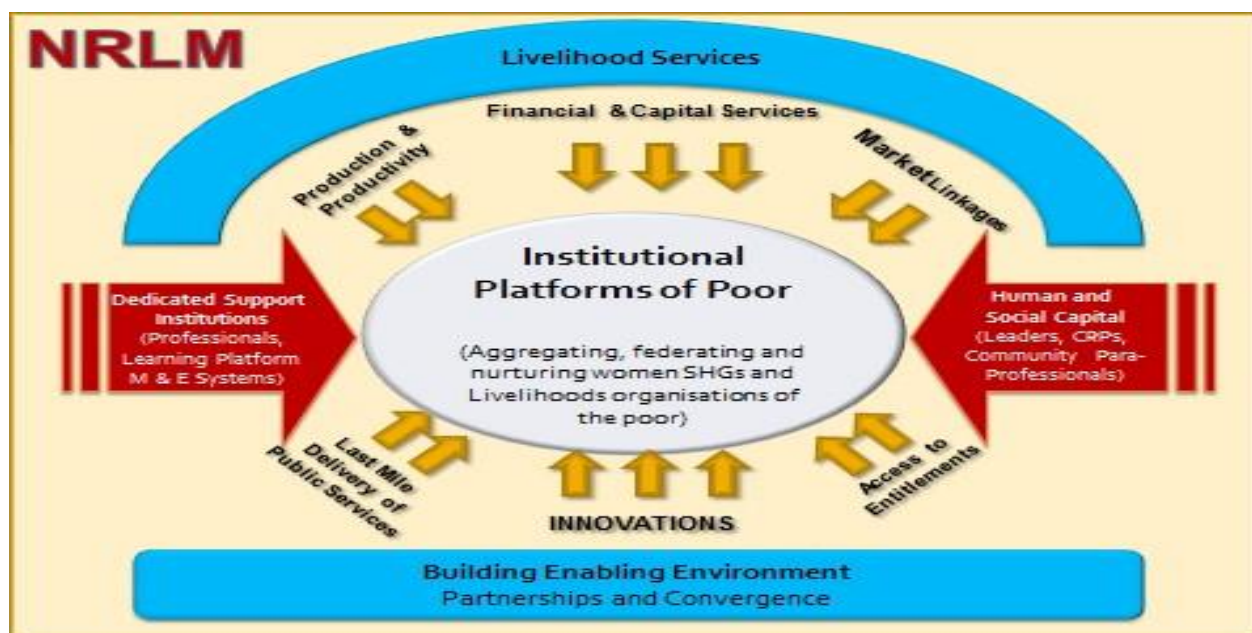 NRLM
Livelihood Services
Financial & Capital Services
Production &
Productivity
Market Linkages
Institutional
Platforms of Poor
(Aggregating, federating and
nurturing women SHGs and
Livelihoods organisations of
the poor)
Dedicated Support
Institutions
(Professionals,
Learning Platform
M & E Systems)
Human and
Social Capital
(Leaders, CRPs,
Community Para-
Professionals)
Last Mile
Delivery of
Public Services
INNOVATIONS
Access to
Entitlements
Building Enabling Environment
Partnerships and Convergence